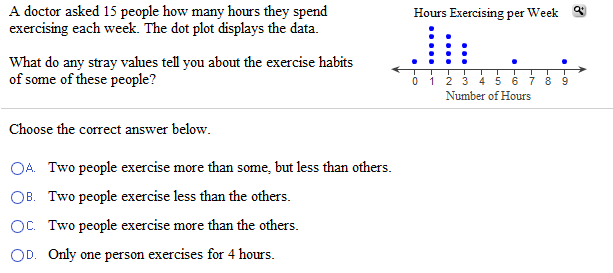 A doctor asked 15 people how many hours they spend
exercising each week. The dot plot displays the data.
What do any stray values tell you about the exercise habits
of some of these people?
Hours Exercising per Week
0 1 2 3 4 5 6 7 8 9
Number of Hours
Choose the correct answer below.
A. Two people exercise more than some, but less than others.
B. Two people exercise less than the others.
C. Two people exercise more than the others.
D. Only one person exercises for 4 hours.